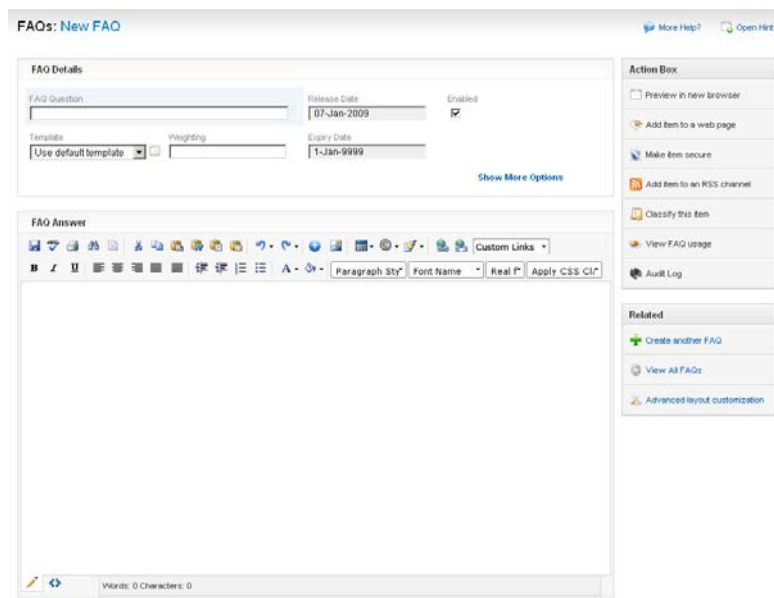 FAQs: New FAQ
More Help?
Open Hint
FAQ Details
FAQ Question
Release Date
Enabled
07-Jan-2009
Template
Weighting
Expiry Date
Use default template
1-Jan-9999
Show More Options
FAQ Answer
Custom Links
B I U
A
Paragraph Sty
Font Name
Real f
Apply CSS Cl
Words: 0 Characters: 0
Action Box
Preview in new browser
Add item to a web page
Make item secure
Add item to an RSS channel
Classify this item
View FAQ usage
Audit Log
Related
Create another FAQ
View All FAQs
Advanced layout customization